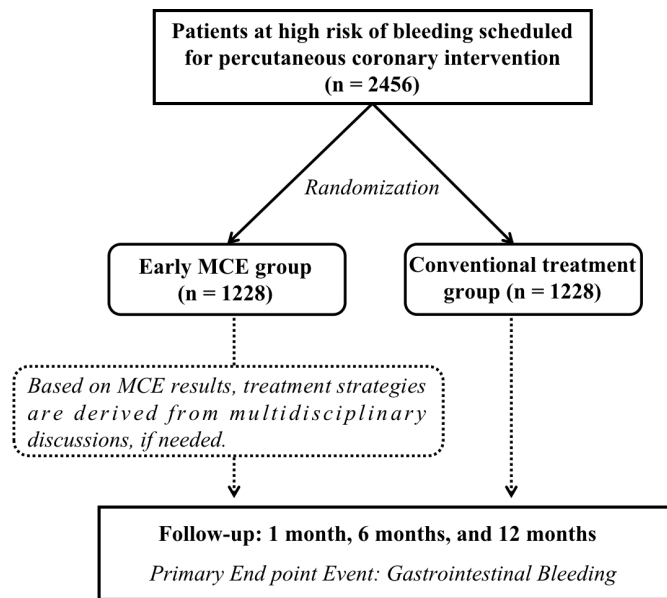 Patients at high risk of bleeding scheduled
for percutaneous coronary intervention
(n = 2456)
Randomization
Early MCE group
(n = 1228)
Conventional treatment
group (n = 1228)
Based on MCE results, treatment strategies
are derived from multidisciplinary
discussions, if needed.
Follow-up: 1 month, 6 months, and 12 months
Primary End point Event: Gastrointestinal Bleeding